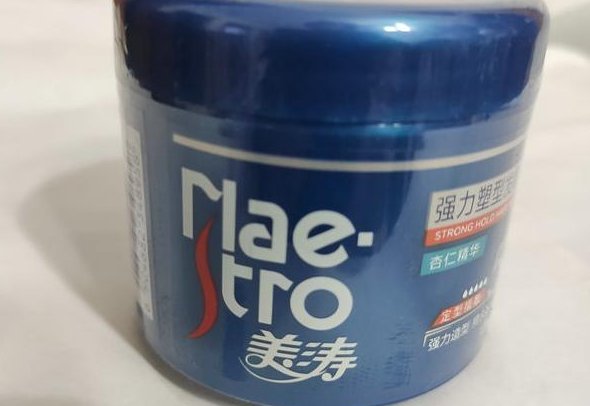 Mae-
stro
美涛
强力塑型发
STRONG HOLD
杏仁精华
定型指数
强力造型